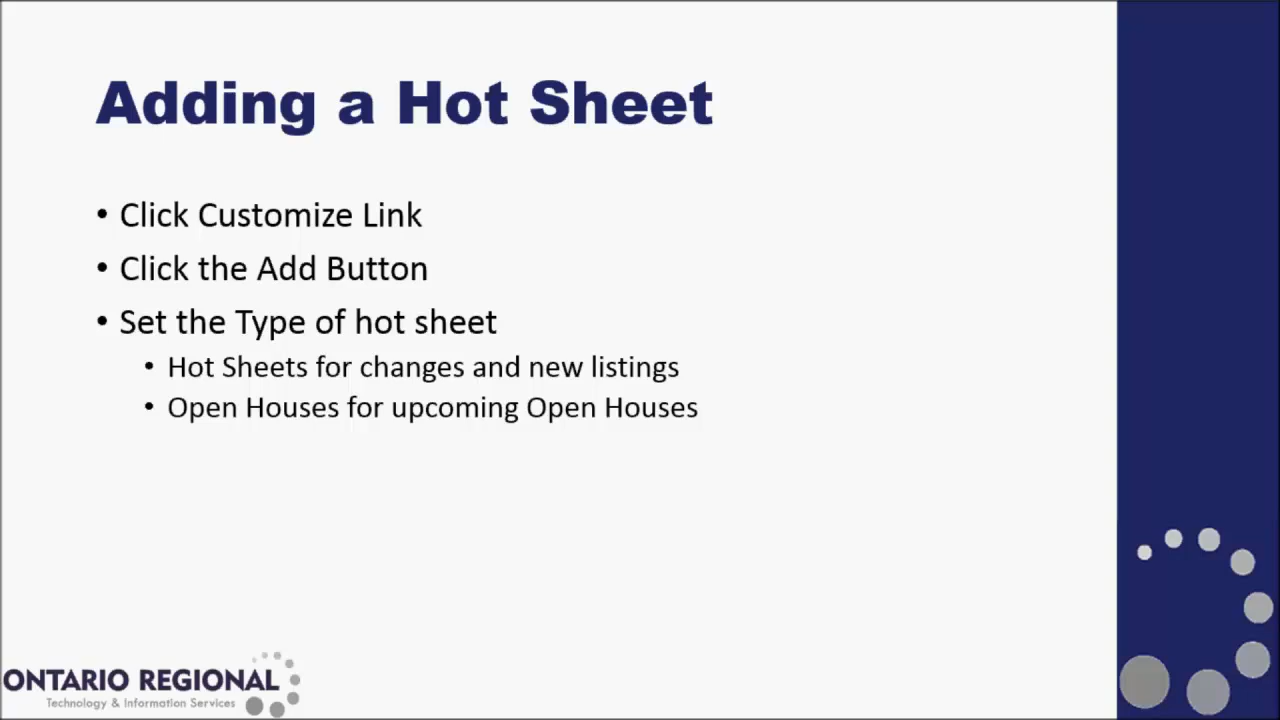 Adding a Hot Sheet
• Click Customize Link
• Click the Add Button
• Set the Type of hot sheet
• Hot Sheets for changes and new listings
• Open Houses for upcoming Open Houses
ONTARIO REGIONAL
Technology & Information Services